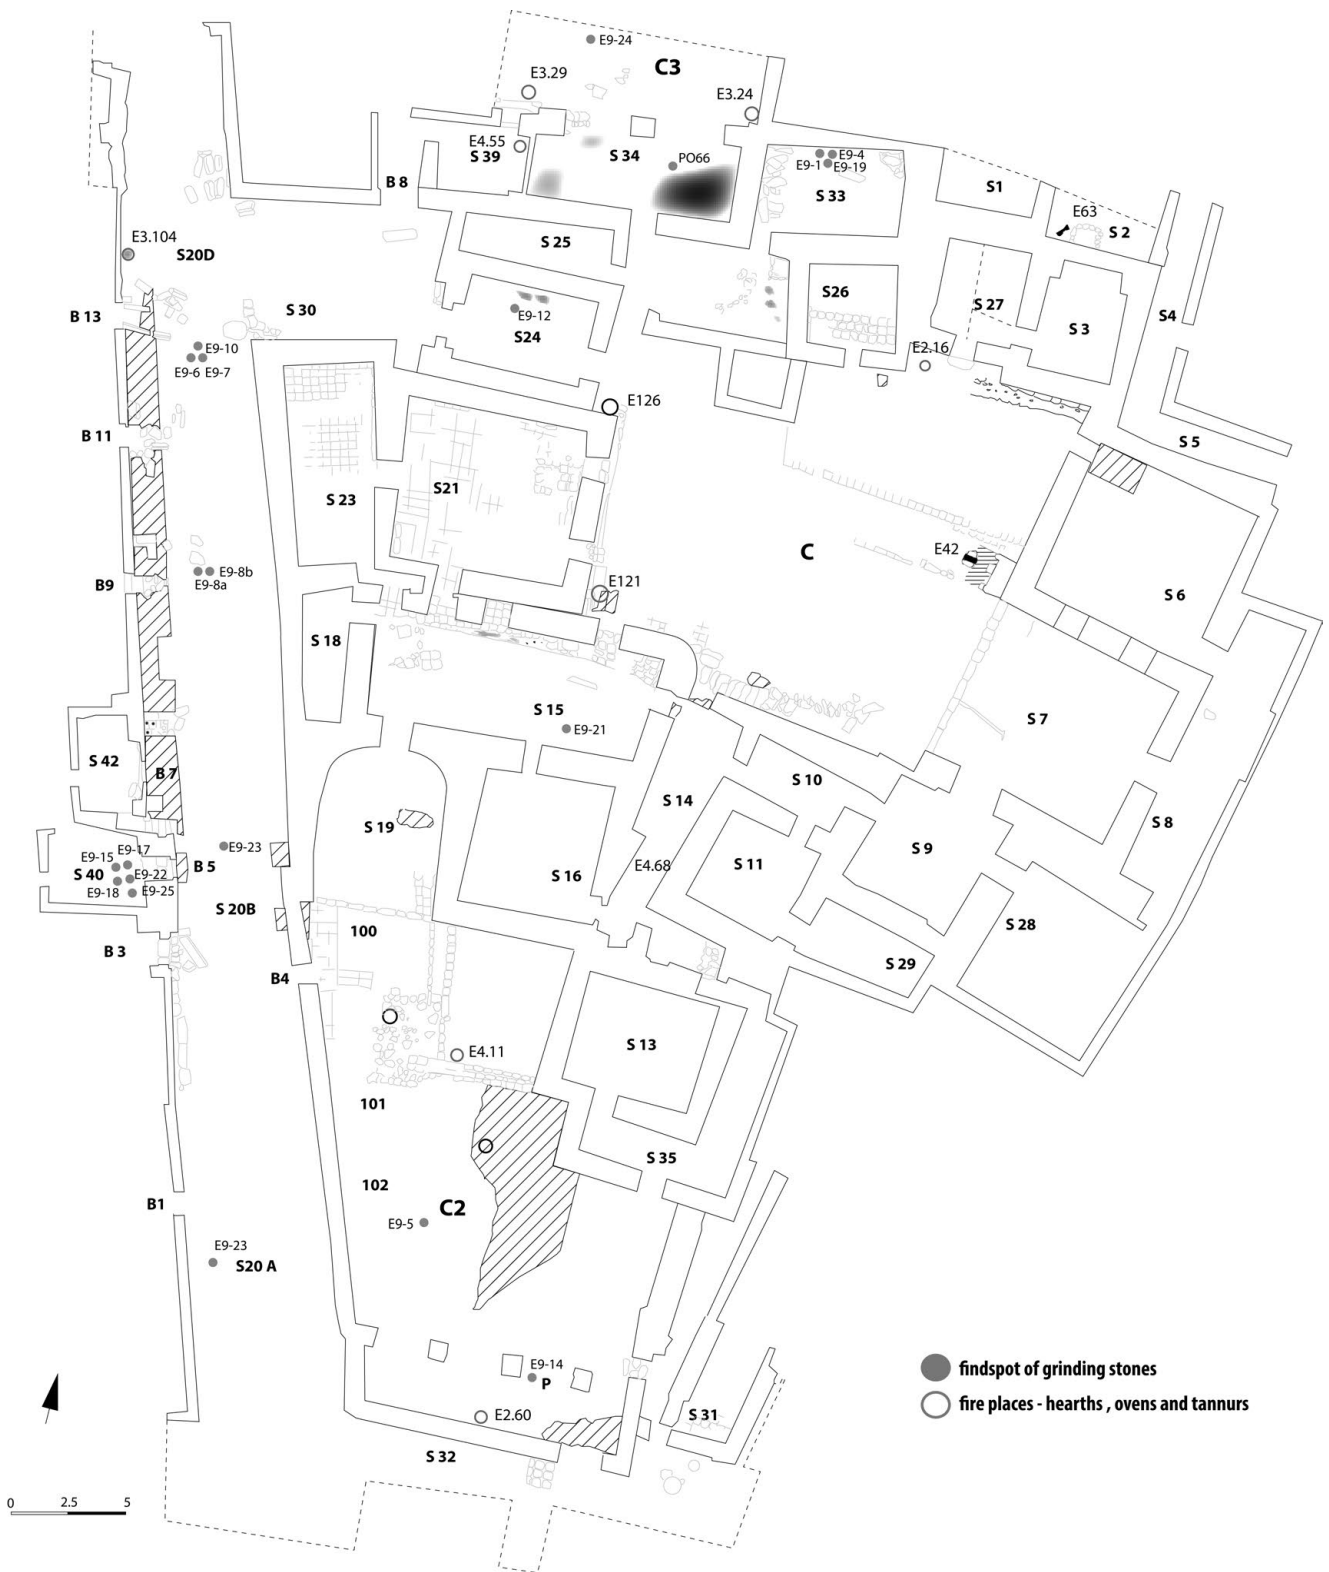 E9-24
C3
E3.29
E3.24
E4.55
S 39
S 34
PO66
E9-4
E9-1
E9-19
S 33
S1
B 8
E63
S 2
E3.104
S20D
S 25
S 30
B 13
E9-12
S24
S26
S 27
S 3
S4
E9-10
E9-6
E9-7
E2.16
E126
B 11
S 5
S 23
S21
C
E42
E9-8b
E9-8a
B9
E121
S 6
S 18
S 15
E9-21
S 7
S 42
B 7
S 10
S 14
S 19
S 8
E9-23
S 11
S 9
E9-17
E9-15
B 5
S 40
E9-22
E9-18
E9-25
S 16
E4.68
S 20B
100
S 28
B 3
B4
S 29
S 13
E4.11
101
102
S 35
C2
E9-5
B1
E9-23
S20 A
E9-14
P
E2.60
S 31
S 32
findspot of grinding stones
fire places - hearths , ovens and tannurs
0 2.5 5